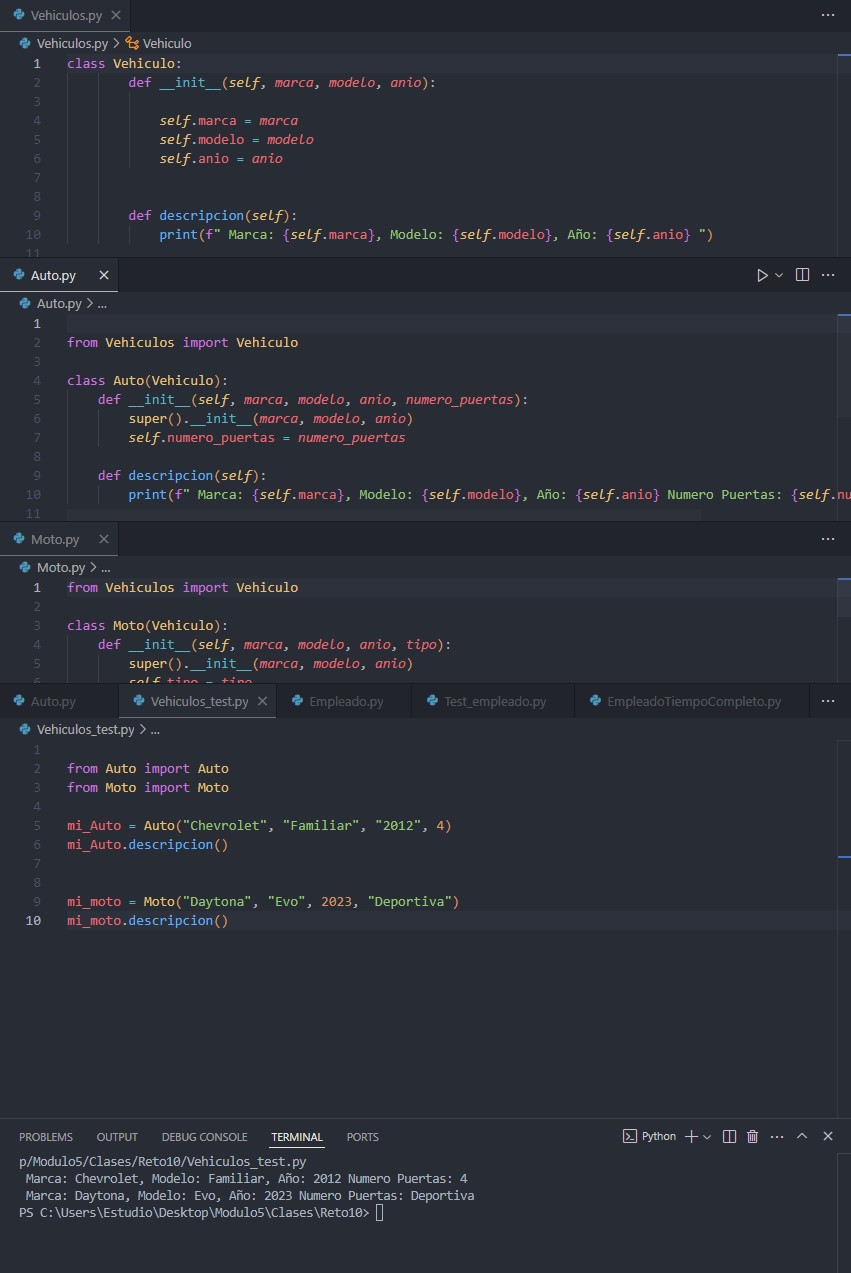 Vehiculos.py
Vehiculos.py > Vehiculo
1 class Vehiculo:
2 def __init__(self, marca, modelo, anio):
3
4 self.marca = marca
5 self.modelo = modelo
6 self.anio = anio
7
8
9 def descripcion(self):
10 print(f" Marca: {self.marca}, Modelo: {self.modelo}, Año: {self.anio} ")
11
Auto.py
Auto.py > ...
1
2 from Vehiculos import Vehiculo
3
4 class Auto(Vehiculo):
5 def __init__(self, marca, modelo, anio, numero_puertas):
6 super().__init__(marca, modelo, anio)
7 self.numero_puertas = numero_puertas
8
9 def descripcion(self):
10 print(f" Marca: {self.marca}, Modelo: {self.modelo}, Año: {self.anio} Numero Puertas: {self.nu
11
Moto.py
Moto.py > ...
1 from Vehiculos import Vehiculo
2
3 class Moto(Vehiculo):
4 def __init__(self, marca, modelo, anio, tipo):
5 super().__init__(marca, modelo, anio)
6 self.tipo = tipo
Auto.py Vehiculos_test.py Empleado.py Test_empleado.py EmpleadoTiempoCompleto.py
Vehiculos_test.py > ...
1
2 from Auto import Auto
3 from Moto import Moto
4
5 mi_Auto = Auto("Chevrolet", "Familiar", "2012", 4)
6 mi_Auto.descripcion()
7
8
9 mi_moto = Moto("Daytona", "Evo", 2023, "Deportiva")
10 mi_moto.descripcion()
PROBLEMS OUTPUT DEBUG CONSOLE TERMINAL PORTS Python
p/Modulo5/Clases/Reto10/Vehiculos_test.py
Marca: Chevrolet, Modelo: Familiar, Año: 2012 Numero Puertas: 4
Marca: Daytona, Modelo: Evo, Año: 2023 Numero Puertas: Deportiva
PS C:\Users\Estudio\Desktop\Modulo5\Clases\Reto10>